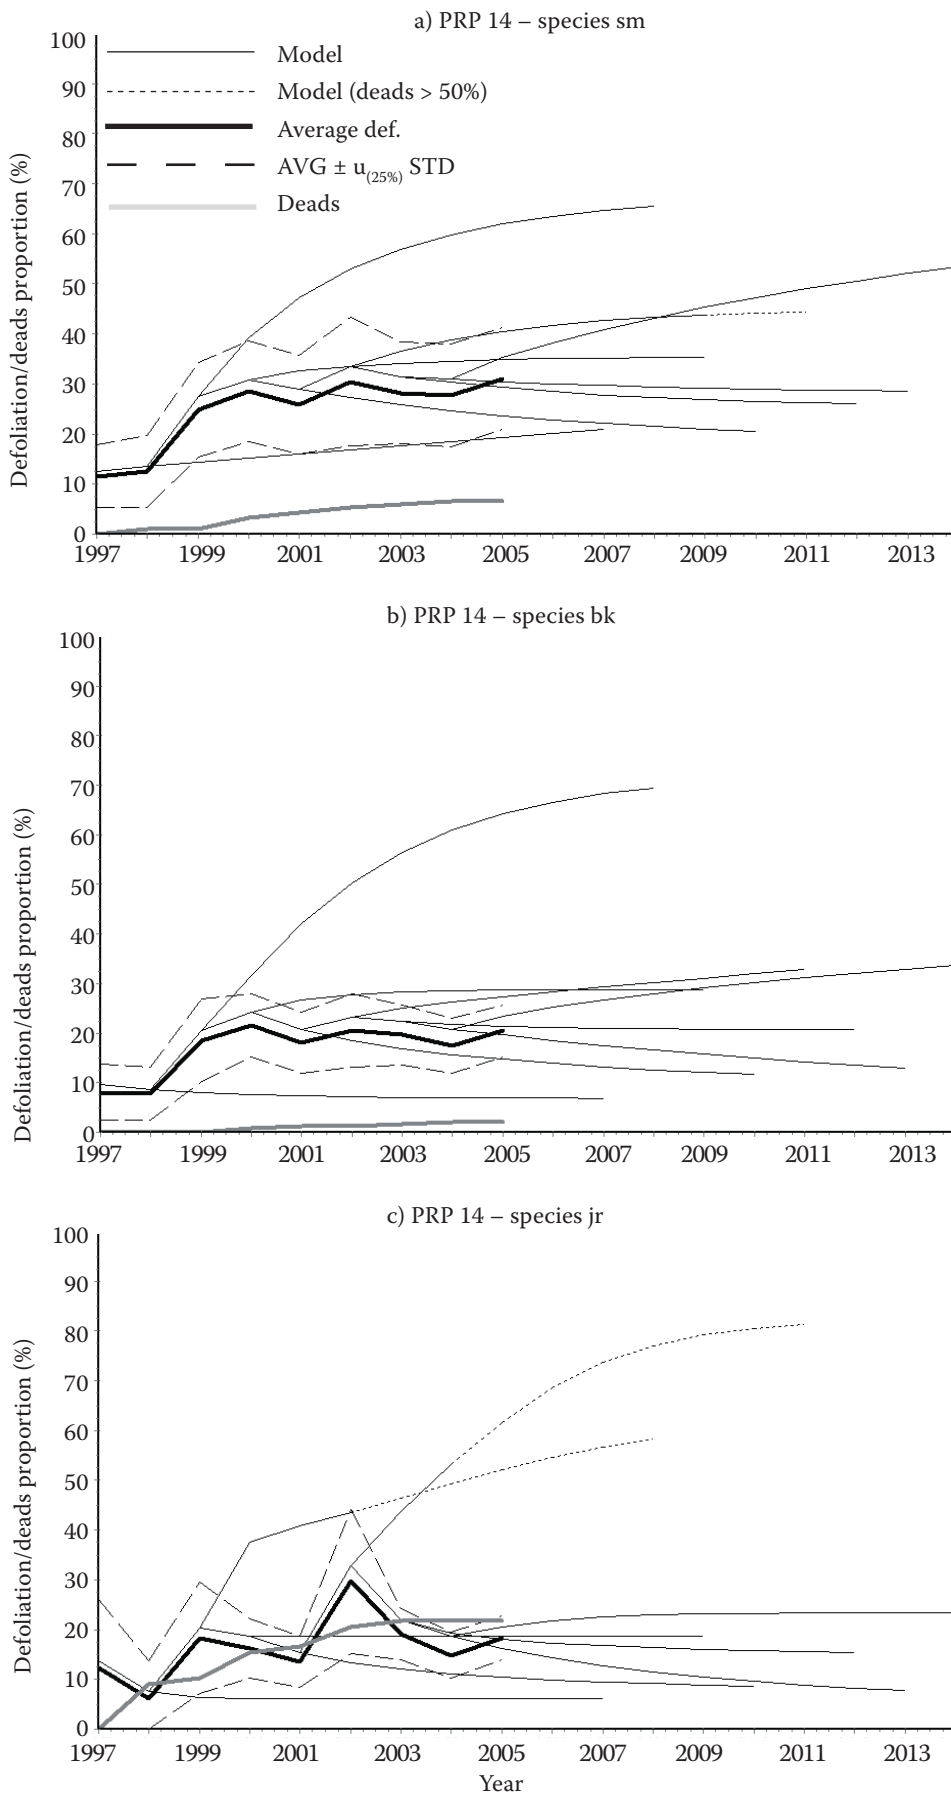 a) PRP 14 – species sm
100
90
80
70
60
50
40
30
20
10
0
Defoliation/deads proportion (%)
Model
Model (deads > 50%)
Average def.
AVG ± u(25%) STD
Deads
1997 1999 2001 2003 2005 2007 2009 2011 2013
b) PRP 14 – species bk
100
90
80
70
60
50
40
30
20
10
0
Defoliation/deads proportion (%)
1997 1999 2001 2003 2005 2007 2009 2011 2013
c) PRP 14 – species jr
100
90
80
70
60
50
40
30
20
10
0
Defoliation/deads proportion (%)
1997 1999 2001 2003 2005 2007 2009 2011 2013
Year